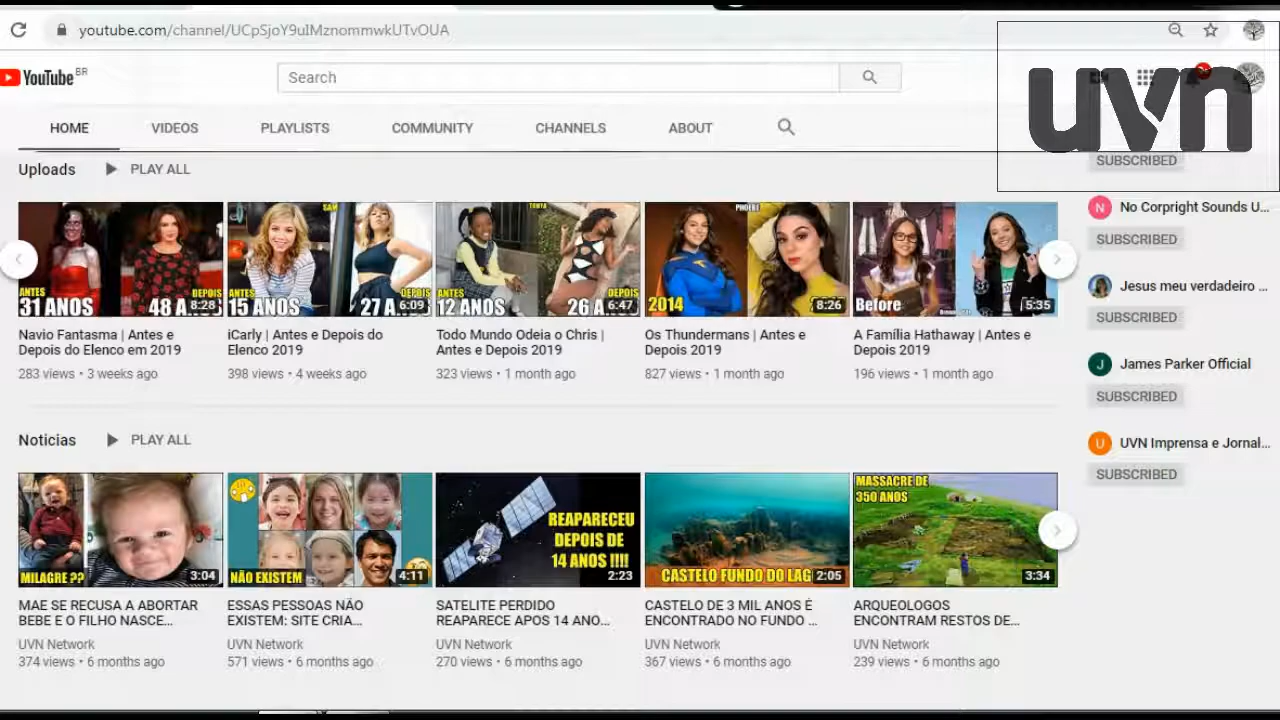 youtube.com/channel/UCpSjoY9uIMznommwkUTvOUA
YouTube BR
Search
uvn
HOME VIDEOS PLAYLISTS COMMUNITY CHANNELS ABOUT
SUBSCRIBED
Uploads PLAY ALL
ANTES
31 ANOS
DEPOIS
48 A
8:28
SAM
ANTES
15 ANOS
DEPOIS
27 A
6:09
TONYA
ANTES
12 ANOS
DEPOIS
26 A
6:47
PHOEBE
2014
8:26
Before
5:35
Navio Fantasma | Antes e
Depois do Elenco em 2019
283 views • 3 weeks ago
iCarly | Antes e Depois do
Elenco 2019
398 views • 4 weeks ago
Todo Mundo Odeia o Chris |
Antes e Depois 2019
323 views • 1 month ago
Os Thundermans | Antes e
Depois 2019
827 views • 1 month ago
A Família Hathaway | Antes e
Depois 2019
196 views • 1 month ago
No Corpright Sounds U...
SUBSCRIBED
Jesus meu verdadeiro ...
SUBSCRIBED
J
James Parker Official
SUBSCRIBED
U
UVN Imprensa e Jornal...
SUBSCRIBED
Noticias PLAY ALL
MILAGRE ??
3:04
NÃO EXISTEM
4:11
REAPARECEU
DEPOIS DE
14 ANOS !!!!
2:23
CASTELO FUNDO DO LAG
2:05
MASSACRE DE
350 ANOS
3:34
MAE SE RECUSA A ABORTAR
BEBE E O FILHO NASCE...
UVN Network
374 views • 6 months ago
ESSAS PESSOAS NÃO
EXISTEM: SITE CRIA...
UVN Network
571 views • 6 months ago
SATELITE PERDIDO
REAPARECE APOS 14 ANO...
UVN Network
270 views • 6 months ago
CASTELO DE 3 MIL ANOS É
ENCONTRADO NO FUNDO ...
UVN Network
367 views • 6 months ago
ARQUEOLOGOS
ENCONTRAM RESTOS DE...
UVN Network
239 views • 6 months ago